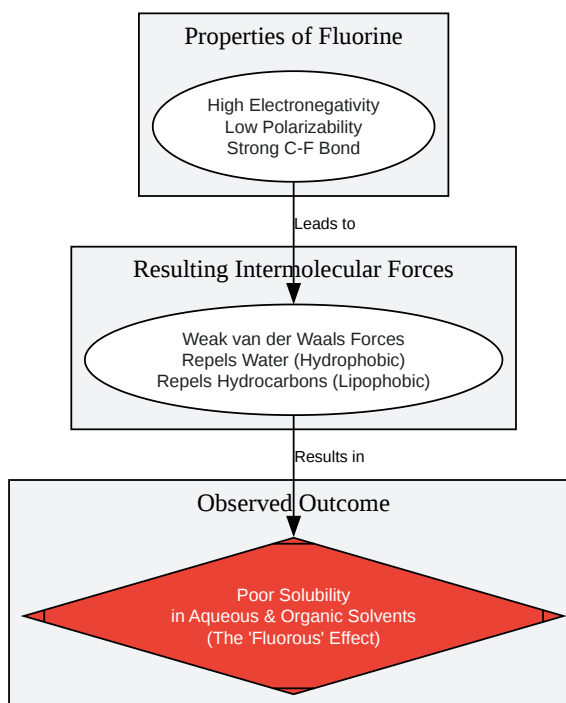 Properties of Fluorine
High Electronegativity
Low Polarizability
Strong C-F Bond
Leads to
Resulting Intermolecular Forces
Weak van der Waals Forces
Repels Water (Hydrophobic)
Repels Hydrocarbons (Lipophobic)
Results in
Observed Outcome
Poor Solubility
in Aqueous & Organic Solvents
(The 'Fluorous' Effect)